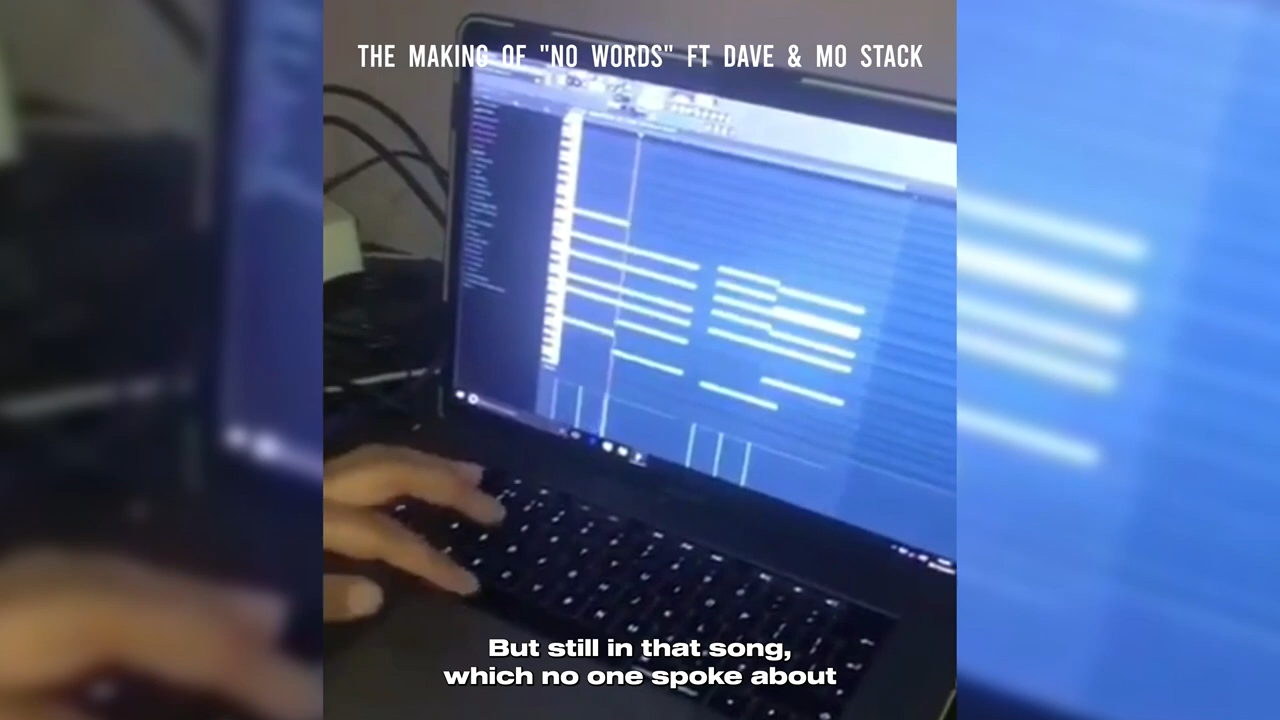 THE MAKING OF "NO WORDS" FT DAVE & MO STACK
But still in that song,
which no one spoke about